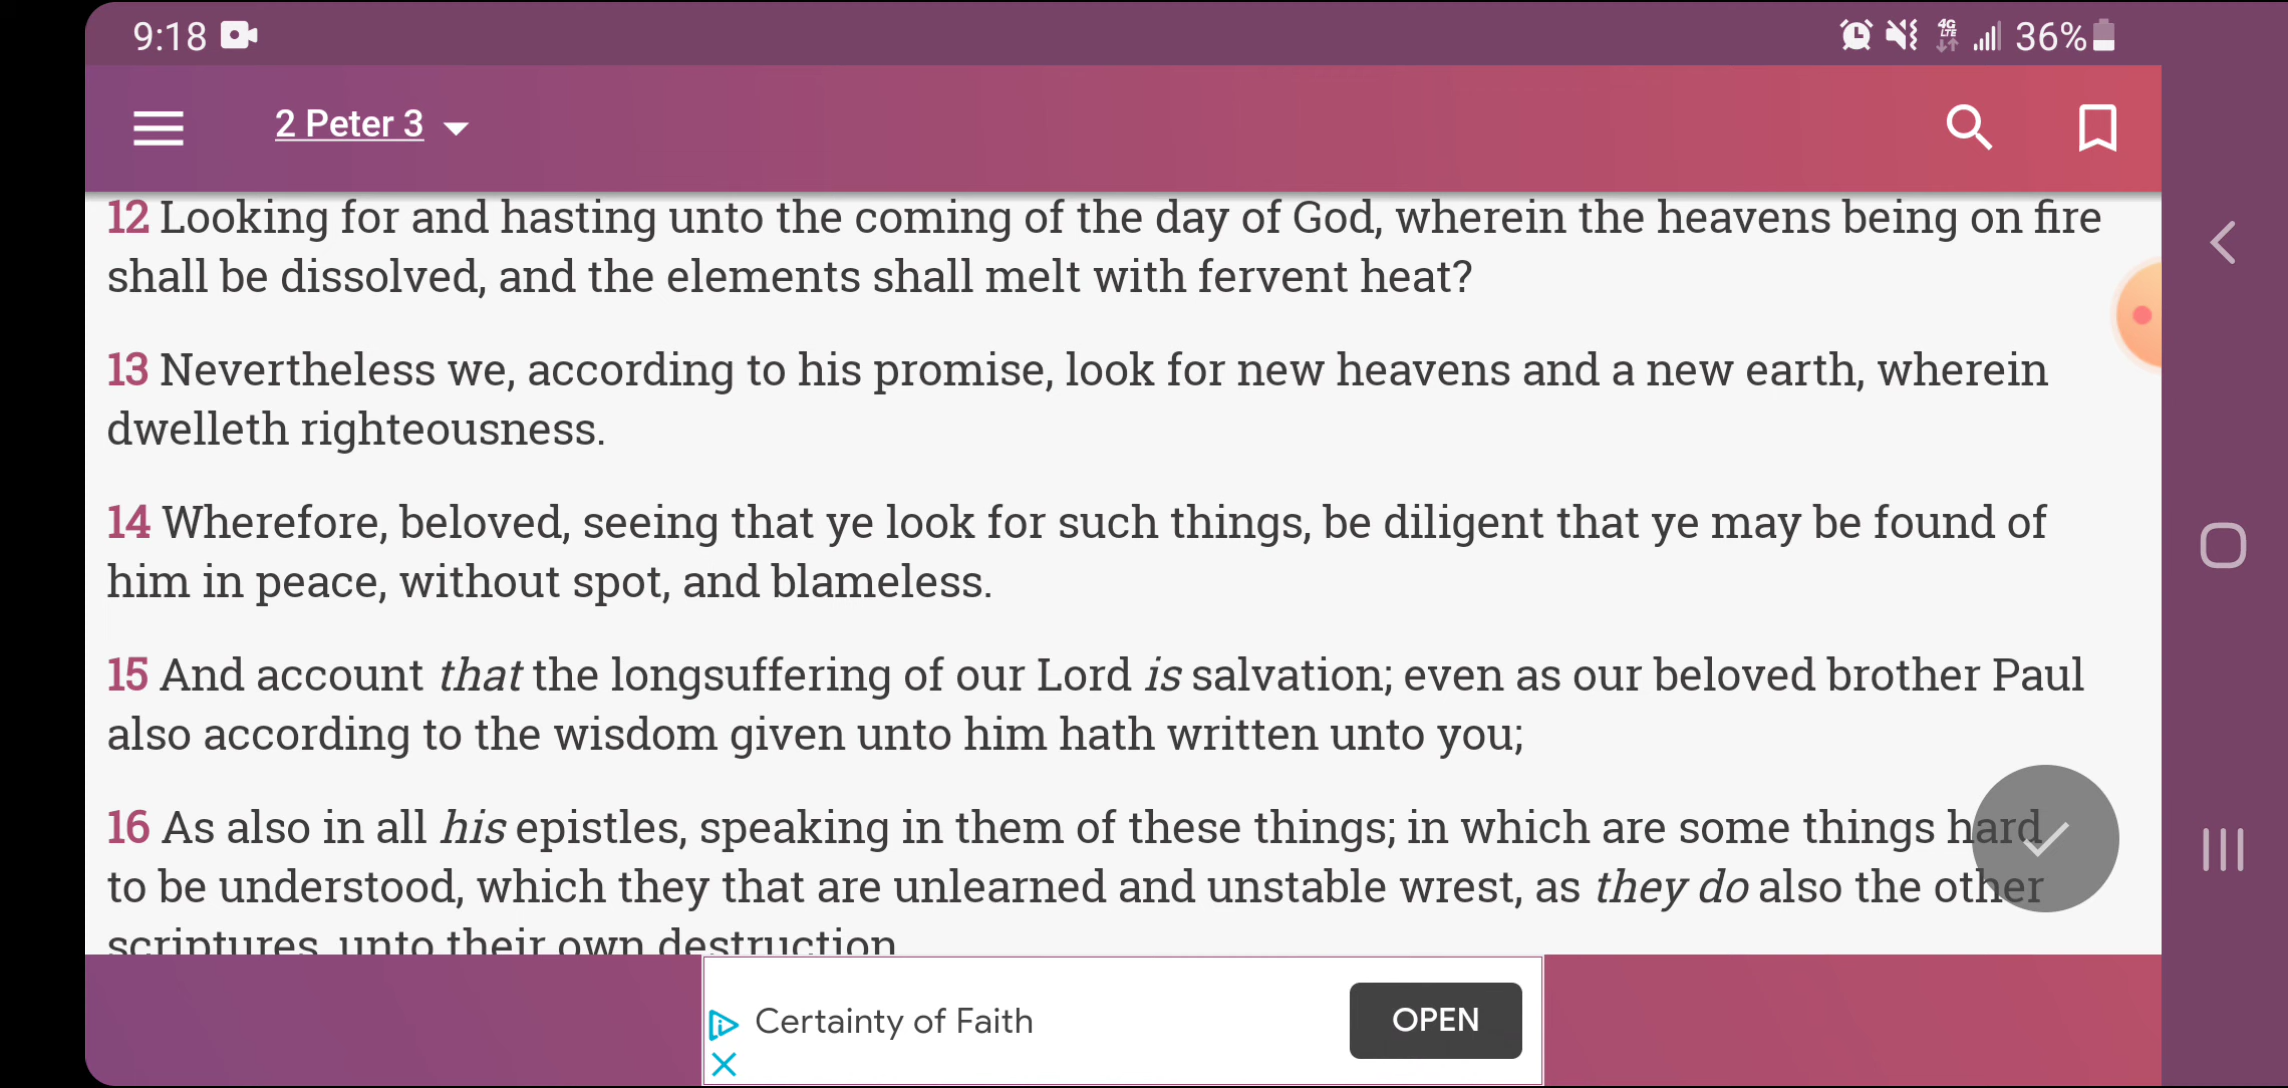 9:18 4G LTE 36%
2 Peter 3
12 Looking for and hasting unto the coming of the day of God, wherein the heavens being on fire
shall be dissolved, and the elements shall melt with fervent heat?
13 Nevertheless we, according to his promise, look for new heavens and a new earth, wherein
dwelleth righteousness.
14 Wherefore, beloved, seeing that ye look for such things, be diligent that ye may be found of
him in peace, without spot, and blameless.
15 And account that the longsuffering of our Lord is salvation; even as our beloved brother Paul
also according to the wisdom given unto him hath written unto you;
16 As also in all his epistles, speaking in them of these things; in which are some things hard
to be understood, which they that are unlearned and unstable wrest, as they do also the other
scriptures, unto their own destruction.
Certainty of Faith
OPEN